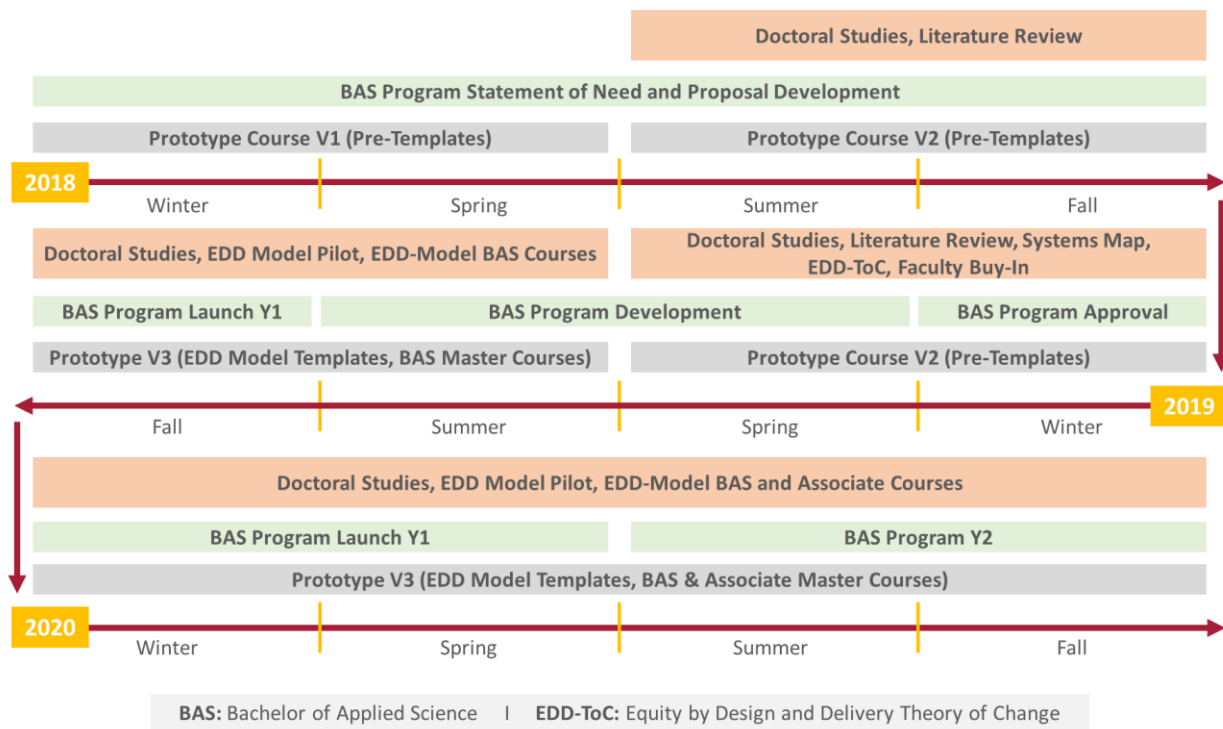 Doctoral Studies, Literature Review
BAS Program Statement of Need and Proposal Development
Prototype Course V1 (Pre-Templates)
Prototype Course V2 (Pre-Templates)
2018
Winter
Spring
Summer
Fall
Doctoral Studies, EDD Model Pilot, EDD-Model BAS Courses
Doctoral Studies, Literature Review, Systems Map,
EDD-ToC, Faculty Buy-In
BAS Program Launch Y1
BAS Program Development
BAS Program Approval
Prototype V3 (EDD Model Templates, BAS Master Courses)
Prototype Course V2 (Pre-Templates)
2019
Fall
Summer
Spring
Winter
Doctoral Studies, EDD Model Pilot, EDD-Model BAS and Associate Courses
BAS Program Launch Y1
BAS Program Y2
Prototype V3 (EDD Model Templates, BAS & Associate Master Courses)
2020
Winter
Spring
Summer
Fall
BAS: Bachelor of Applied Science I EDD-ToC: Equity by Design and Delivery Theory of Change